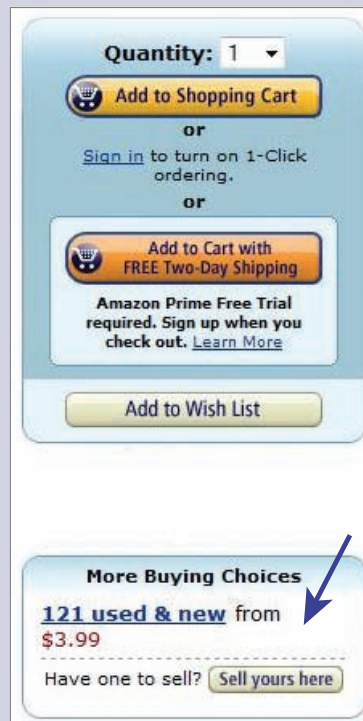 Quantity: 1
Add to Shopping Cart
or
Sign in to turn on 1-Click
ordering.
or
Add to Cart with
FREE Two-Day Shipping
Amazon Prime Free Trial
required. Sign up when you
check out. Learn More
Add to Wish List
More Buying Choices
121 used & new from
$3.99
Have one to sell? Sell yours here